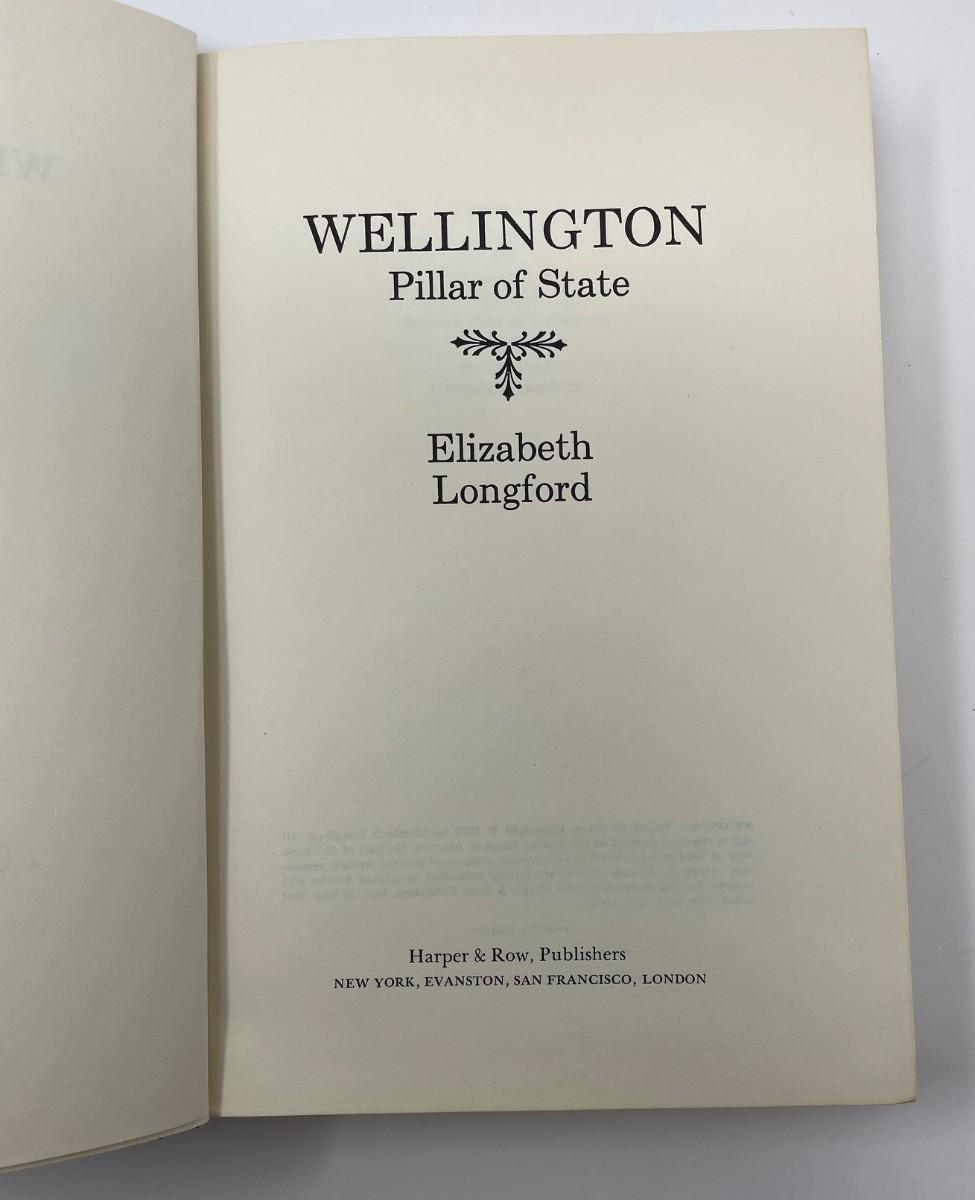 WELLINGTON
Pillar of State
Elizabeth
Longford
Harper & Row, Publishers
NEW YORK, EVANSTON, SAN FRANCISCO, LONDON